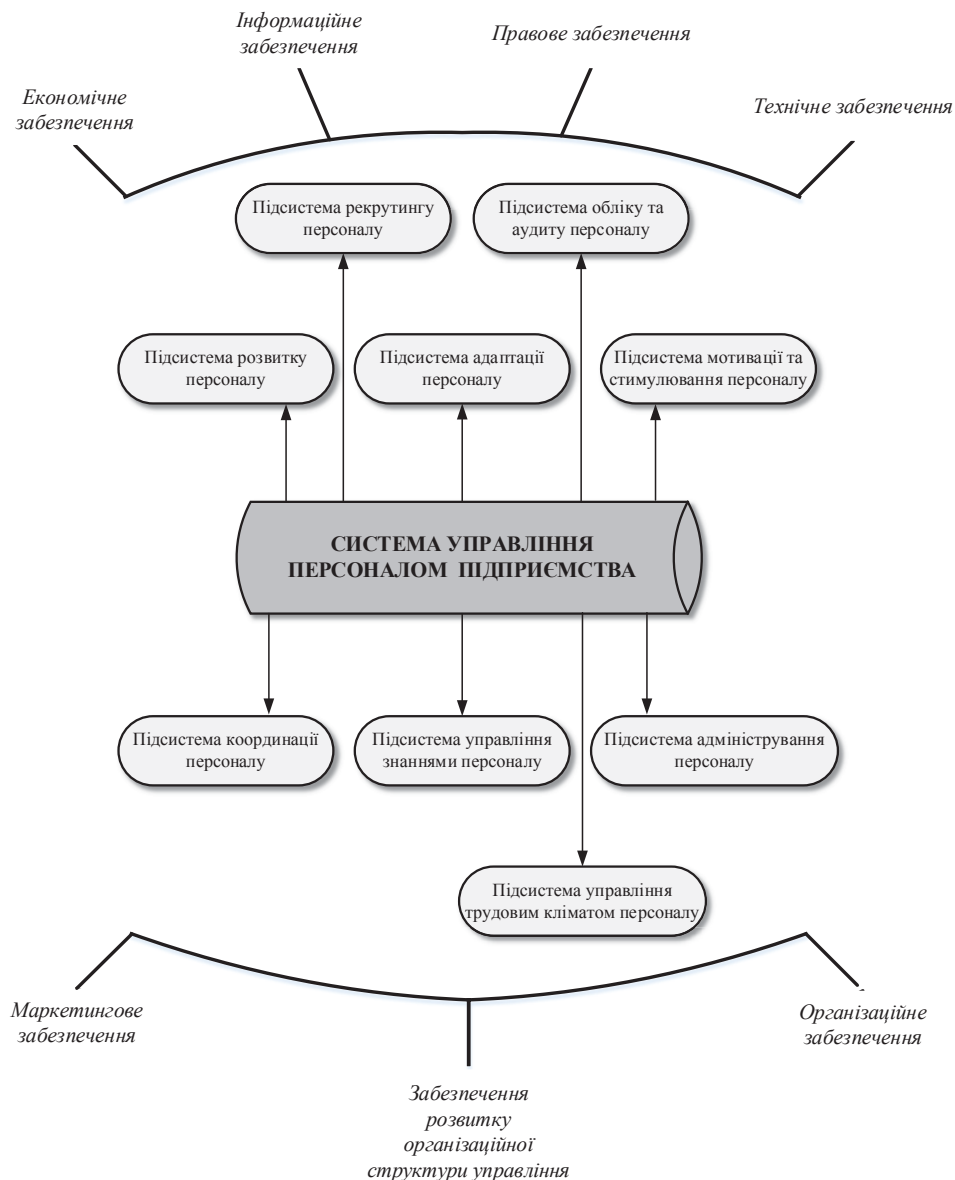 Інформаційне
забезпечення
Правове забезпечення
Економічне
забезпечення
Технічне забезпечення
Підсистема рекрутингу
персоналу
Підсистема обліку та
аудиту персоналу
Підсистема розвитку
персоналу
Підсистема адаптації
персоналу
Підсистема мотивації та
стимулювання персоналу
СИСТЕМА УПРАВЛІННЯ
ПЕРСОНАЛОМ ПІДПРИЄМСТВА
Підсистема координації
персоналу
Підсистема управління
знаннями персоналу
Підсистема адміністрування
персоналу
Підсистема управління
трудовим кліматом персоналу
Маркетингове
забезпечення
Організаційне
забезпечення
Забезпечення
розвитку
організаційної
структури управління